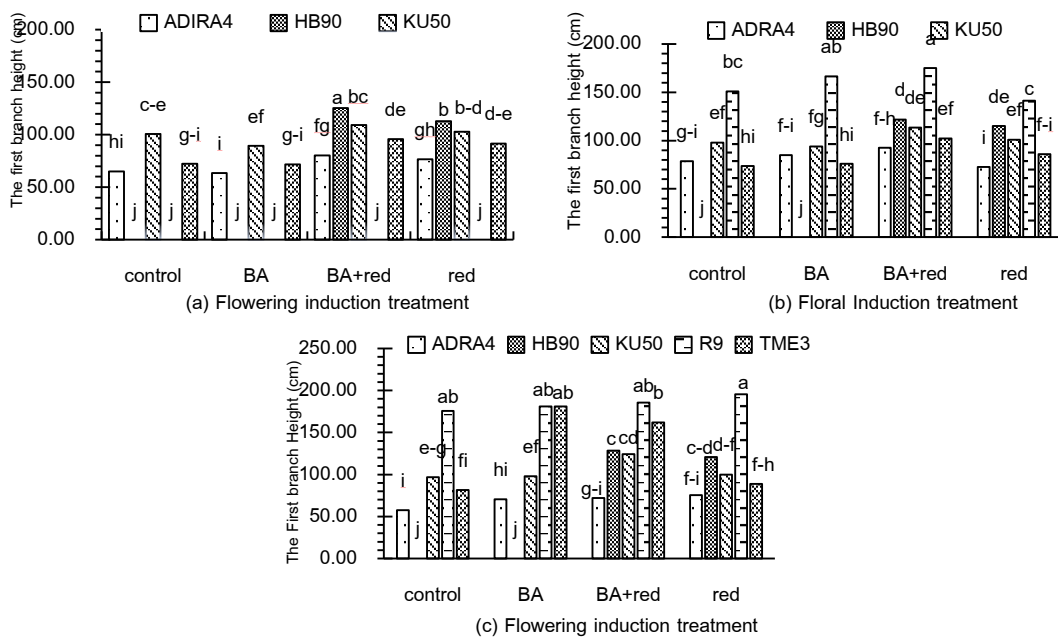 ADIRA4 HB90 KU50
The first branch height (cm)
200.00
150.00
100.00
50.00
0.00
hi j c-e j g-i
i j ef j g-i
fg a bc j de
gh b b-d j d-e
control BA BA+red red
(a) Flowering induction treatment
ADRA4 HB90 KU50
The first branch height (cm)
200.00
150.00
100.00
50.00
0.00
g-i j ef bc hi
f-i j fg ab hi
f-h d de a ef
i de ef c f-i
control BA BA+red red
(b) Floral Induction treatment
ADRA4 HB90 KU50 R9 TME3
The First branch Height (cm)
250.00
200.00
150.00
100.00
50.00
0.00
i j e-g ab fi
hi j ef ab ab
g-i c cd ab b
f-i c-d d-f a f-h
control BA BA+red red
(c) Flowering induction treatment